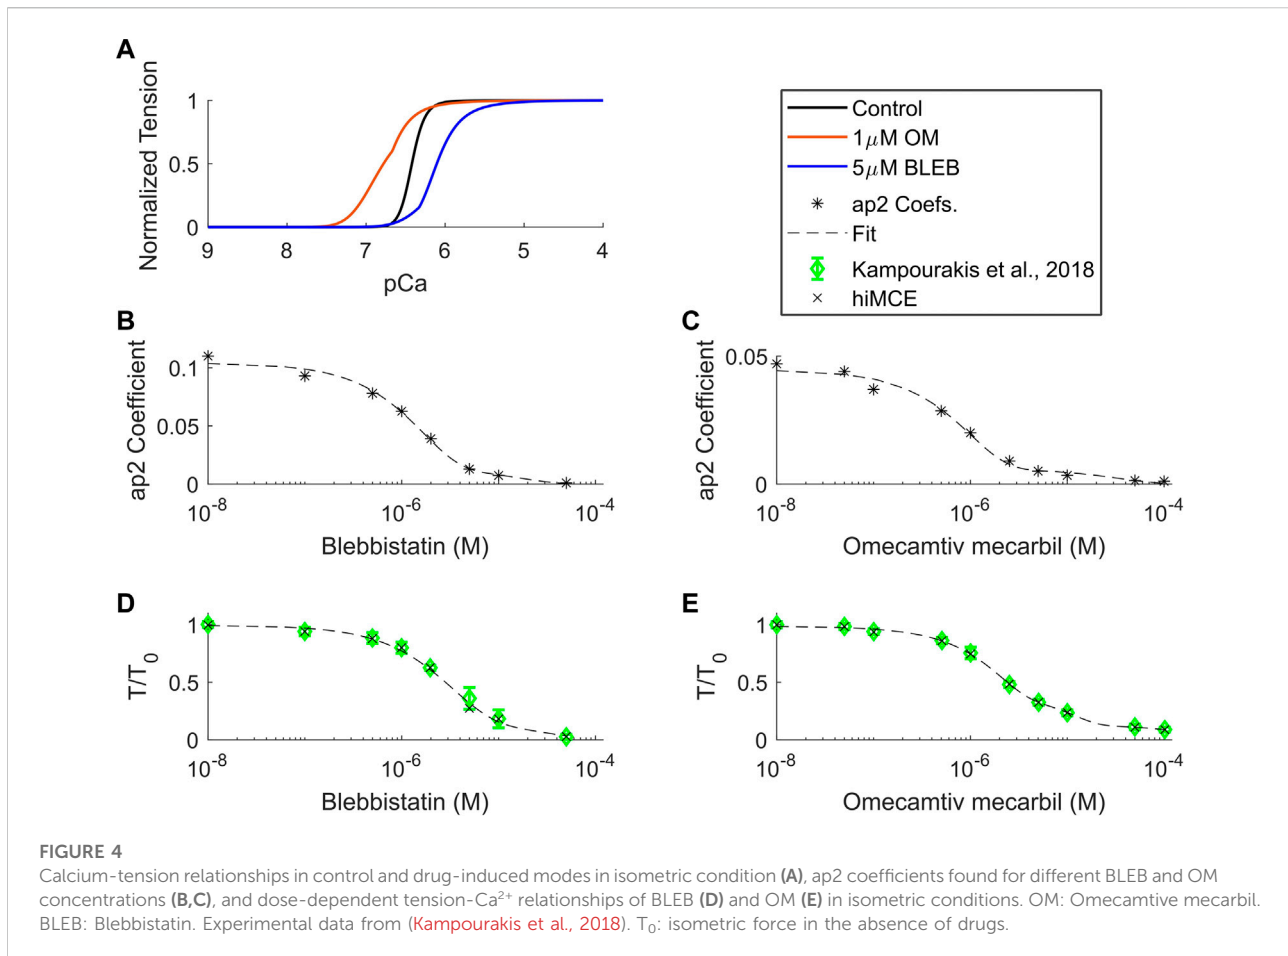 A
Normalized Tension
1
0.5
0
9 8 7 6 5 4
pCa
Control
1μM OM
5μM BLEB
ap2 Coefs.
Fit
Kampourakis et al., 2018
hiMCE
B
ap2 Coefficient
0.1
0.05
0
10-8 10-6 10-4
Blebbistatin (M)
C
ap2 Coefficient
0.05
0
10-8 10-6 10-4
Omecamtiv mecarbil (M)
D
T/T0
1
0.5
0
10-8 10-6 10-4
Blebbistatin (M)
E
T/T0
1
0.5
0
10-8 10-6 10-4
Omecamtiv mecarbil (M)
FIGURE 4
Calcium-tension relationships in control and drug-induced modes in isometric condition (A), ap2 coefficients found for different BLEB and OM
concentrations (B,C), and dose-dependent tension-Ca2+ relationships of BLEB (D) and OM (E) in isometric conditions. OM: Omecamtive mecarbil.
BLEB: Blebbistatin. Experimental data from (Kampourakis et al., 2018). T0: isometric force in the absence of drugs.